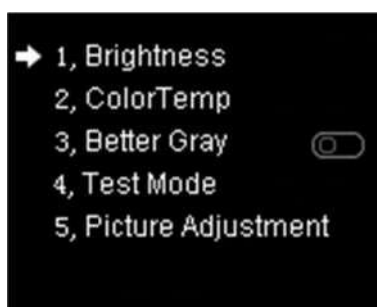 1, Brightness
2, ColorTemp
3, Better Gray
4, Test Mode
5, Picture Adjustment